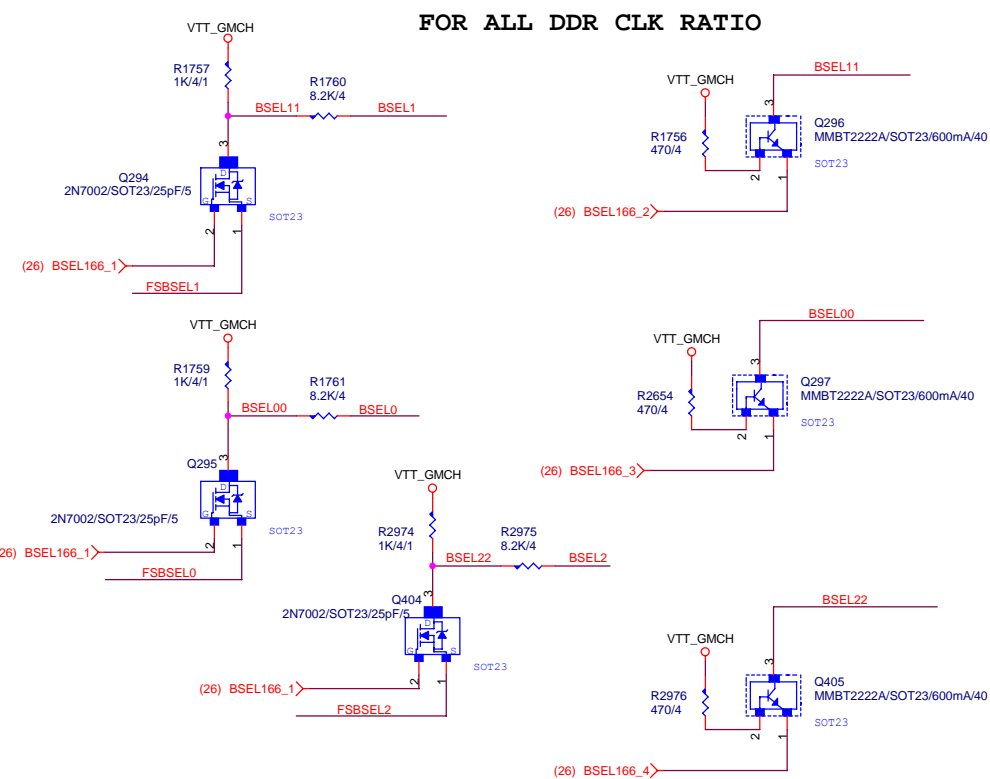 FOR ALL DDR CLK RATIO
VTT_GMCH
R1757
1K/4/1
R1760
8.2K/4
BSEL11
BSEL1
3
Q294
2N7002/SOT23/25pF/5
D
G
S
SOT23
2
1
(26) BSEL166_1
FSBSEL1
VTT_GMCH
R1759
1K/4/1
R1761
8.2K/4
BSEL00
BSEL0
3
Q295
2N7002/SOT23/25pF/5
D
G
S
SOT23
2
1
26) BSEL166_1
FSBSEL0
VTT_GMCH
R2974
1K/4/1
R2975
8.2K/4
BSEL22
BSEL2
3
Q404
2N7002/SOT23/25pF/5
D
G
S
SOT23
2
1
(26) BSEL166_1
FSBSEL2
BSEL11
VTT_GMCH
3
Q296
MMBT2222A/SOT23/600mA/40
R1756
470/4
SOT23
2
1
(26) BSEL166_2
BSEL00
VTT_GMCH
3
Q297
MMBT2222A/SOT23/600mA/40
R2654
470/4
SOT23
2
1
(26) BSEL166_3
BSEL22
VTT_GMCH
3
Q405
MMBT2222A/SOT23/600mA/40
R2976
470/4
SOT23
2
1
(26) BSEL166_4